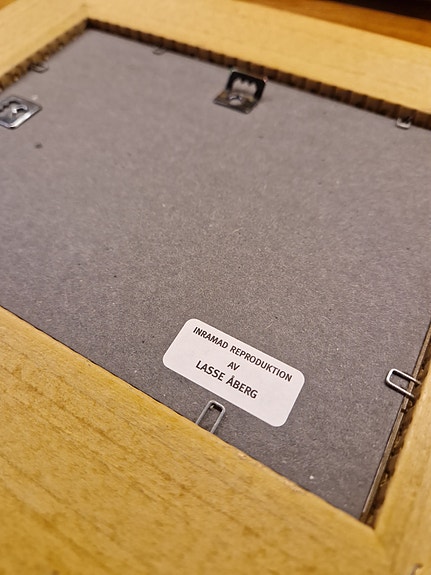 INRAMAD REPRODUKTION
AV
LASSE ÅBERG